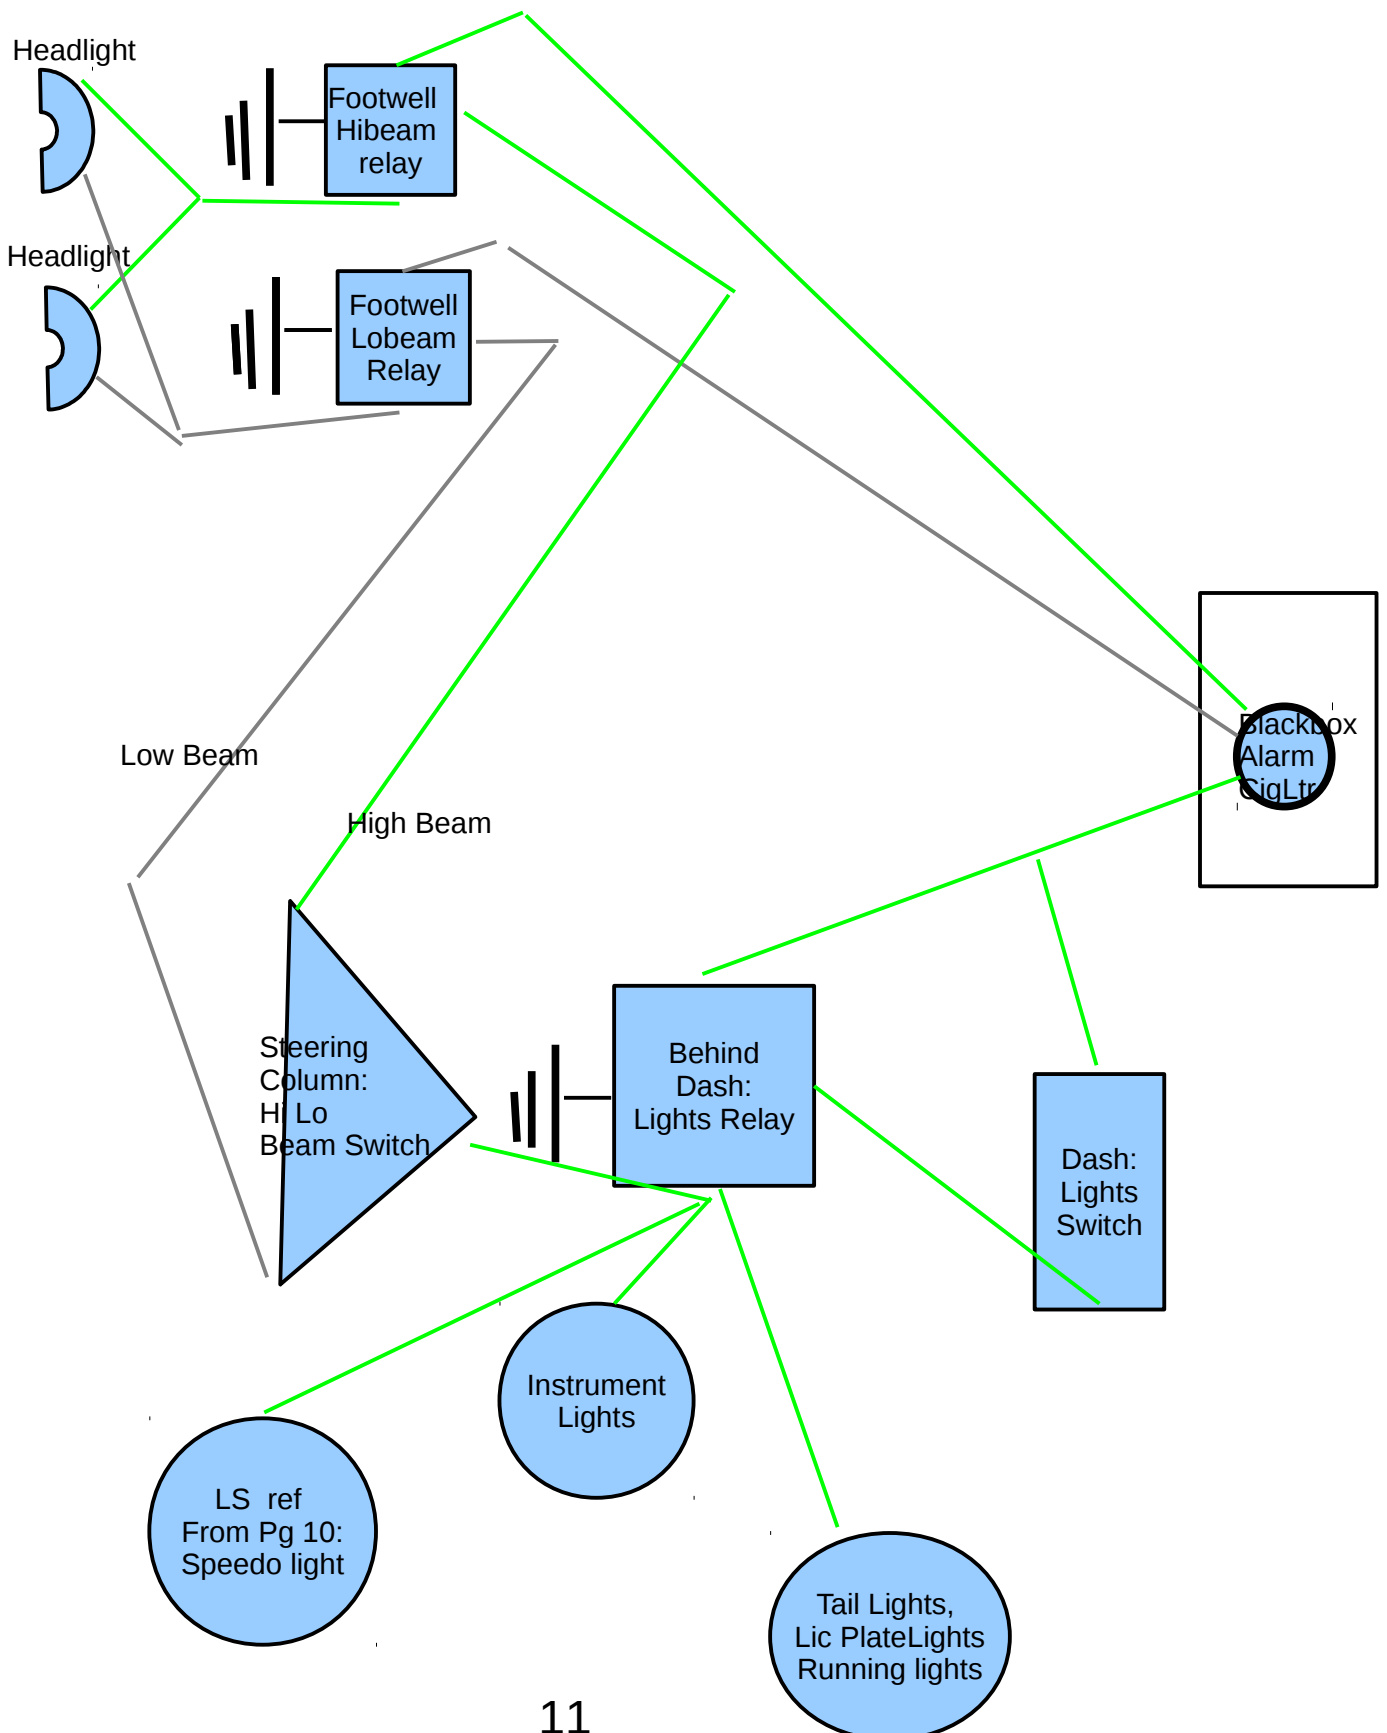 Headlight
Footwell
Hibeam
relay
Headlight
Footwell
Lobeam
Relay
Blackbox
Alarm
CigLtr
Low Beam
High Beam
Steering
Column:
Hi Lo
Beam Switch
Behind
Dash:
Lights Relay
Dash:
Lights
Switch
Instrument
Lights
LS  ref
From Pg 10:
Speedo light
Tail Lights,
Lic PlateLights
Running lights
11